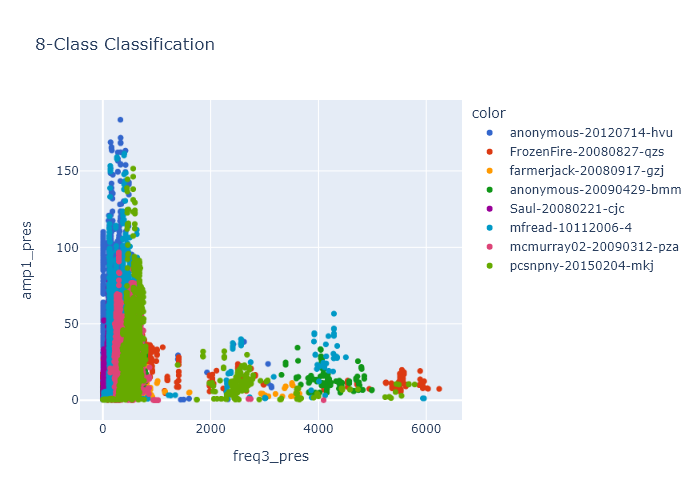 8-Class Classification
color
anonymous-20120714-hvu
FrozenFire-20080827-qzs
farmerjack-20080917-gzj
anonymous-20090429-bmm
Saul-20080221-cjc
mfread-10112006-4
mcmurray02-20090312-pza
pcsnpny-20150204-mkj
150
100
50
0
amp1_pres
0
2000
4000
6000
freq3_pres